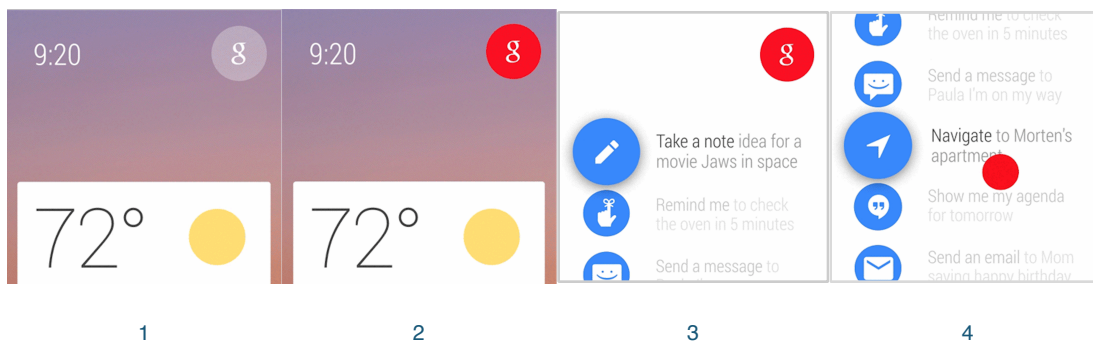 9:20
g
72°
9:20
g
72°
g
Take a note idea for a
movie Jaws in space
Remind me to check
the oven in 5 minutes
Send a message to
Remind me to check
the oven in 5 minutes
Send a message to
Paula I'm on my way
Navigate to Morten's
apartment
Show me my agenda
for tomorrow
Send an email to Mom
saying happy birthday
1
2
3
4